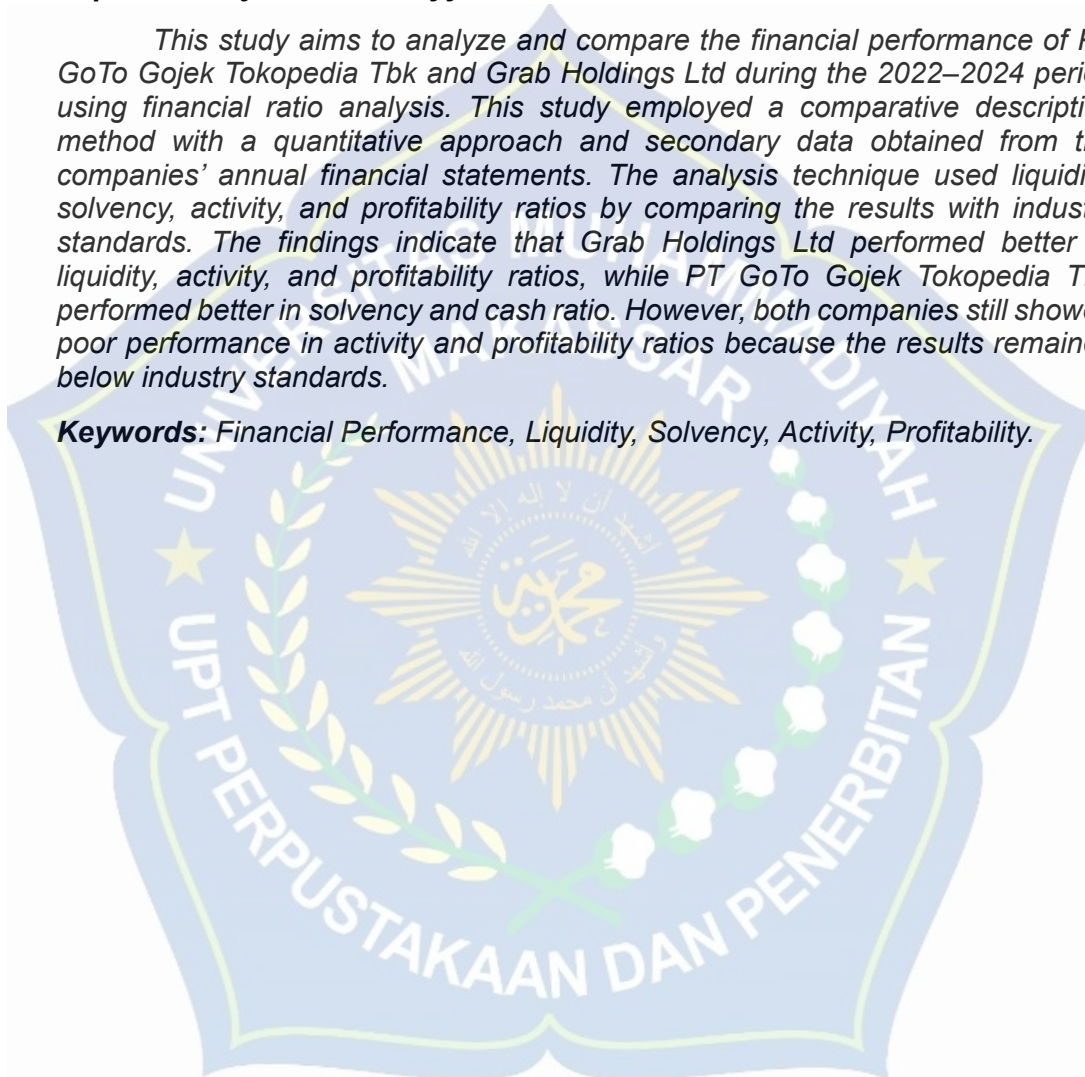 This study aims to analyze and compare the financial performance of
GoTo Gojek Tokopedia Tbk and Grab Holdings Ltd during the 2022–2024
using financial ratio analysis. This study employed a comparative
method with a quantitative approach and secondary data obtained from
companies’ annual financial statements. The analysis technique used
solvency, activity, and profitability ratios by comparing the results with
standards. The findings indicate that Grab Holdings Ltd performed better
liquidity, activity, and profitability ratios, while PT GoTo Gojek Tokopedia
performed better in solvency and cash ratio. However, both companies still
poor performance in activity and profitability ratios because the results
below industry standards.
Keywords: Financial Performance, Liquidity, Solvency, Activity, Profitability.
UNIVERSITAS MUHAMMADIYAH
MAKASSAR
UPT PERPUSTAKAAN DAN PENERBITAN